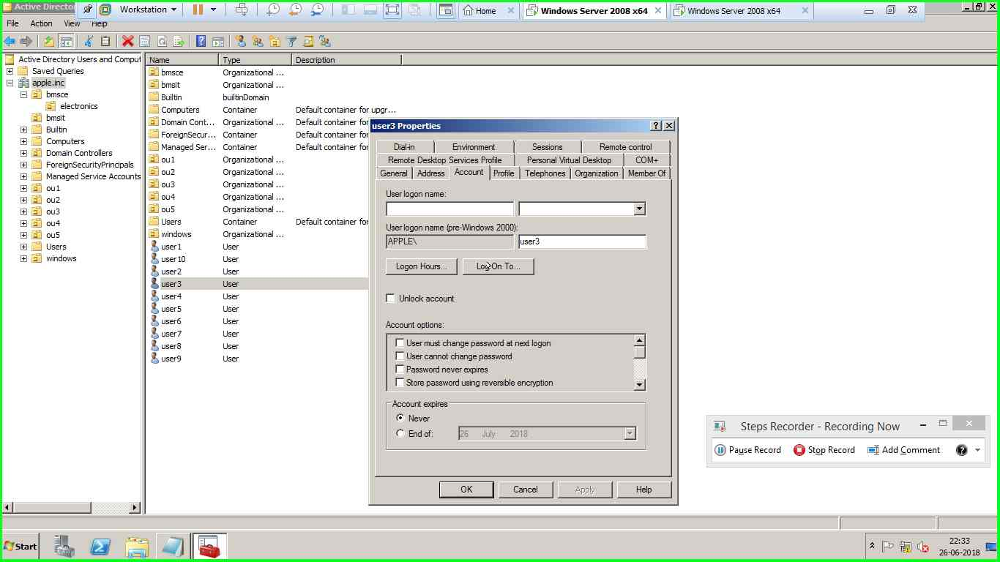 Active Directo
Workstation
Home
Windows Server 2008 x64
Windows Server 2008 x64
File Action View Help
Active Directory Users and Comput
Saved Queries
apple.inc
bmsce
electronics
bmsit
Builtin
Computers
Domain Controllers
ForeignSecurityPrincipals
Managed Service Accounts
ou1
ou2
ou3
ou4
ou5
Users
windows
Name Type Description
bmsce Organizational ...
bmsit Organizational ...
Builtin builtinDomain
Computers Container Default container for upgr...
Domain Cont... Organizational ... Default container for
ForeignSecur... Container Default container for
Managed Ser... Container Default container for
ou1 Organizational ...
ou2 Organizational ...
ou3 Organizational ...
ou4 Organizational ...
ou5 Organizational ...
Users Container Default container for
windows Organizational ...
user1 User
user10 User
user2 User
user3 User
user4 User
user5 User
user6 User
user7 User
user8 User
user9 User
user3 Properties
Dial-in Environment Sessions Remote control
Remote Desktop Services Profile Personal Virtual Desktop COM+
General Address Account Profile Telephones Organization Member Of
User logon name:
User logon name (pre-Windows 2000):
APPLE\ user3
Logon Hours... Log On To...
Unlock account
Account options:
User must change password at next logon
User cannot change password
Password never expires
Store password using reversible encryption
Account expires
Never
End of: 26 July 2018
OK Cancel Apply Help
Steps Recorder - Recording Now
Pause Record Stop Record Add Comment
Start
22:33
26-06-2018